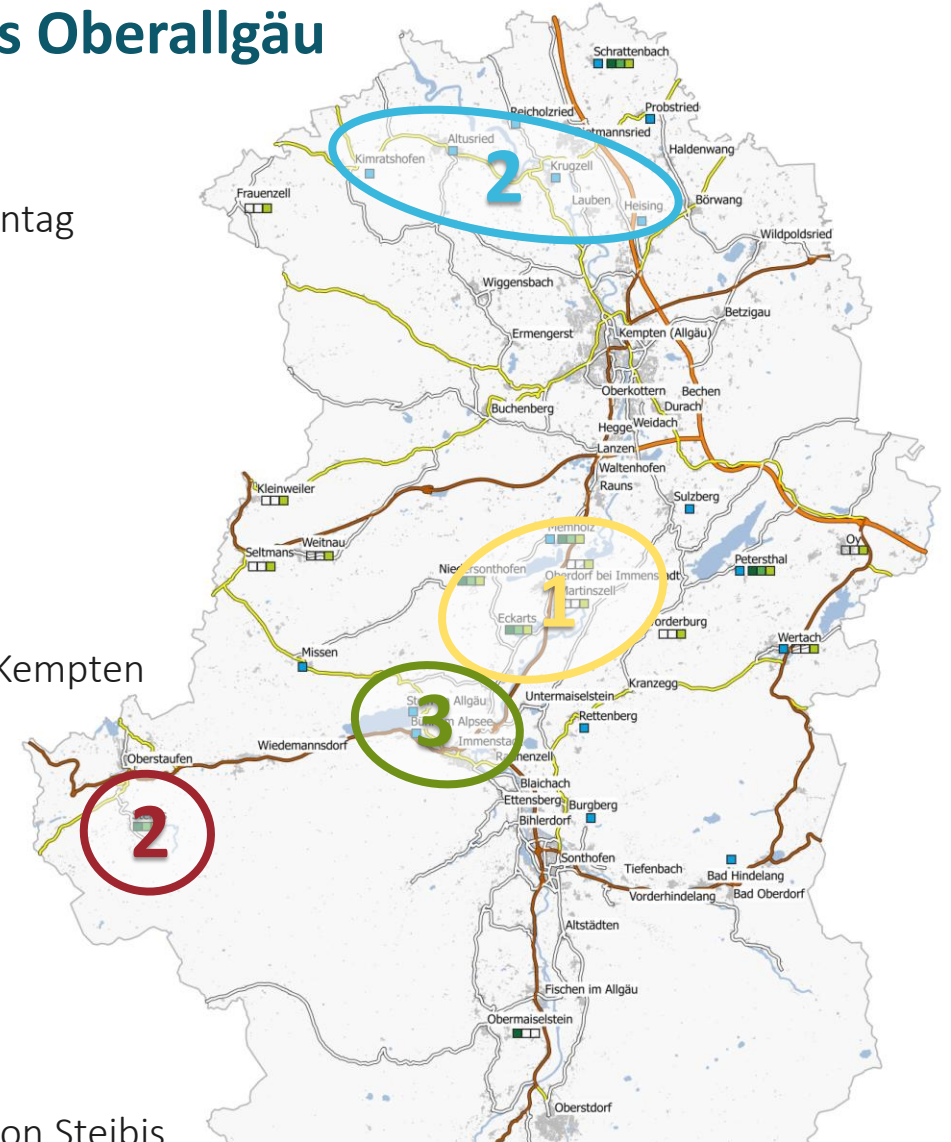 s Oberallgäu
Schrattenbach
Reicholzried
Probstried
Dietmannsried
Altusried
Haldenwang
Kimratshofen
Krugzell
2
Frauenzell
Lauben
Heising
Börwang
ntag
Wildpoldsried
Wiggensbach
Betzigau
Ermengerst
Kempten (Allgäu)
Oberkottern
Bechen
Durach
Buchenberg
Weidach
Hegge
Lanzen
Waltenhofen
Rauns
Kleinweiler
Sulzberg
Memhölz
Weitnau
Oy
Seltmans
Petersthal
Niedersonthofen
Oberdorf bei Immenstadt
Martinszell
1
Eckarts
Vorderburg
Wertach
Missen
Kempten
Kranzegg
Untermaiselstein
Stein im Allgäu
Rettenberg
Bühl am Alpsee
3
Immenstadt
Wiedemannsdorf
Rauhenzell
Oberstaufen
Blaichach
Ettensberg
Burgberg
Bihlerdorf
2
Sonthofen
Tiefenbach
Bad Hindelang
Vorderhindelang
Bad Oberdorf
Altstädten
Fischen im Allgäu
Obermaiselstein
Oberstdorf
on Steibis